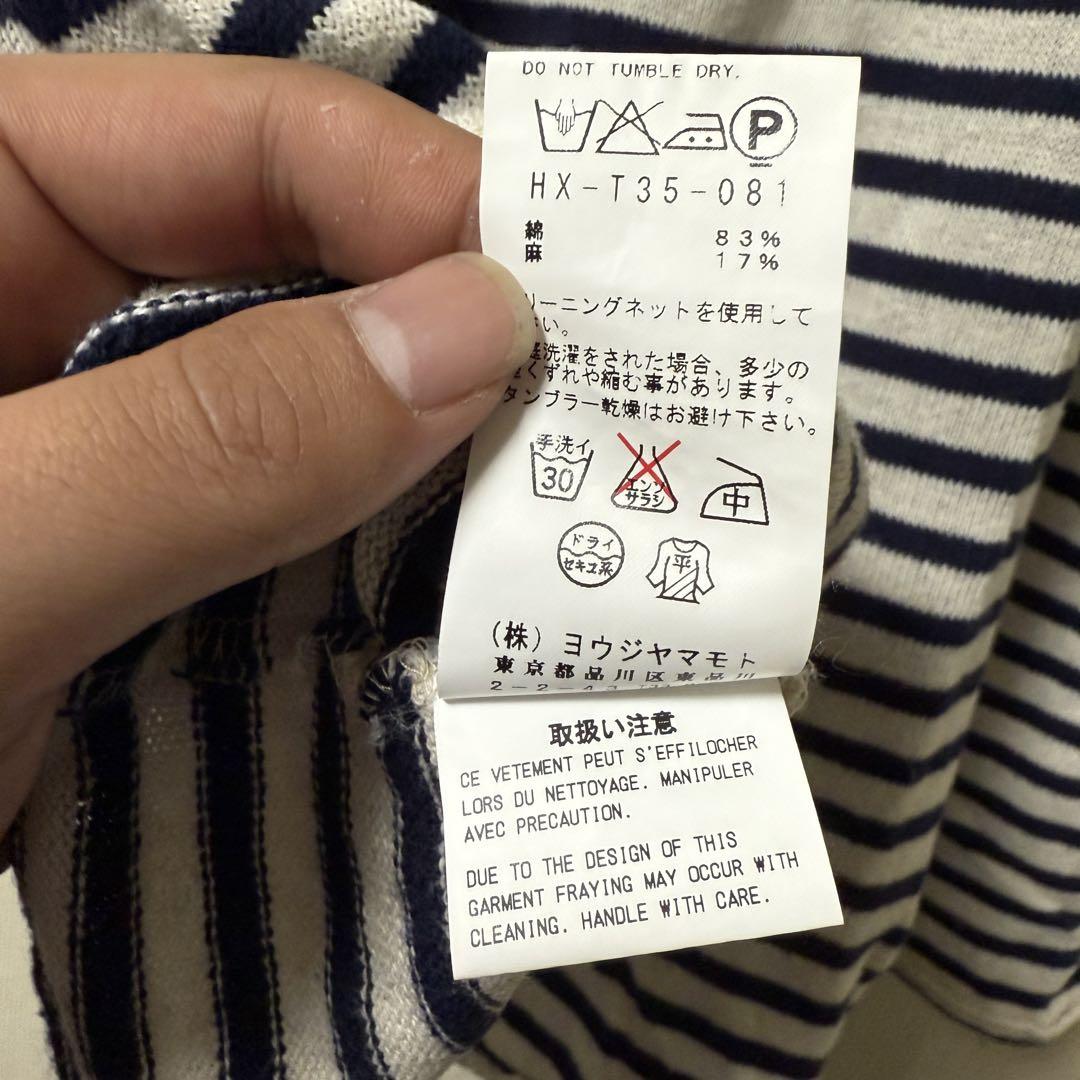 DO NOT TUMBLE DRY.
P
HX-T35-081
綿 83%
麻 17%
リーニングネットを使用して
さい。
洗濯をされた場合、多少の
くずれや縮む事があります。
タンブラー乾燥はお避け下さい。
手洗イ
30
エンソ
サラシ
中
ドライ
セキユ系
平
(株) ヨウジヤマモト
東京都品川区東品川
取扱い注意
CE VETEMENT PEUT S'EFFILOCHER
LORS DU NETTOYAGE. MANIPULER
AVEC PRECAUTION.
DUE TO THE DESIGN OF THIS
GARMENT FRAYING MAY OCCUR WITH
CLEANING. HANDLE WITH CARE.